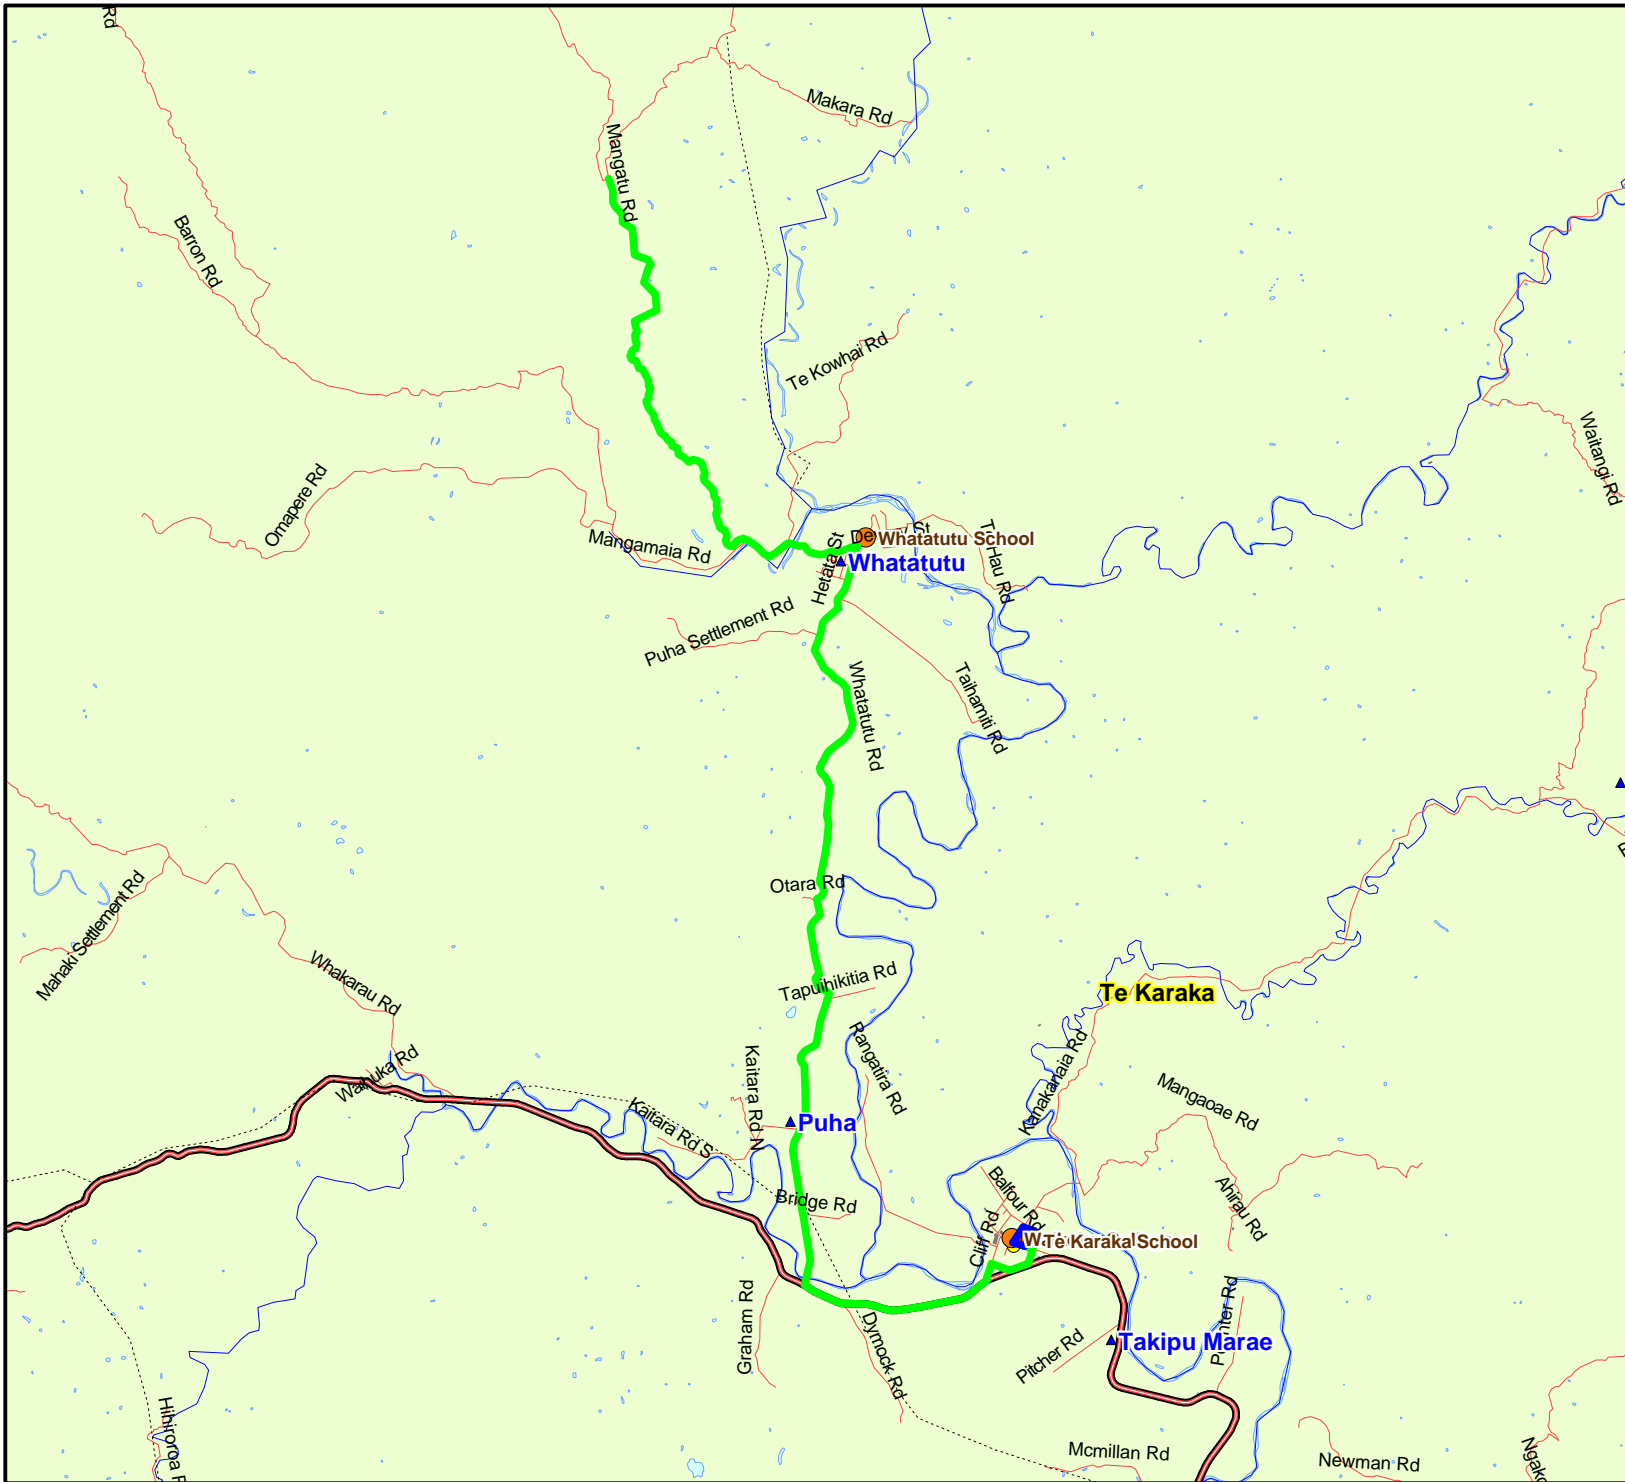 Rd
Makara Rd
Mangatu Rd
Barron Rd
Te Kowhai Rd
Waitangi Rd
Omapere Rd
Mangamaia Rd
Hetata St
St
Whatatutu School
Whatatutu
Hau Rd
Puha Settlement Rd
Whatatutu Rd
Taihamiti Rd
Otara Rd
Mahaki Settlement Rd
Whakarau Rd
Tapuihikitia Rd
Te Karaka
Rangatira Rd
Kanakanaia Rd
Waihuka Rd
Kaitara Rd N
Kaitara Rd S
Mangaoae Rd
Puha
Bridge Rd
Balfour Rd
Ahirau Rd
Cliff Rd
Te Karaka School
Graham Rd
Dymock Rd
Pitcher Rd
Takipu Marae
Hihiroroa
Mcmillan Rd
Newman Rd